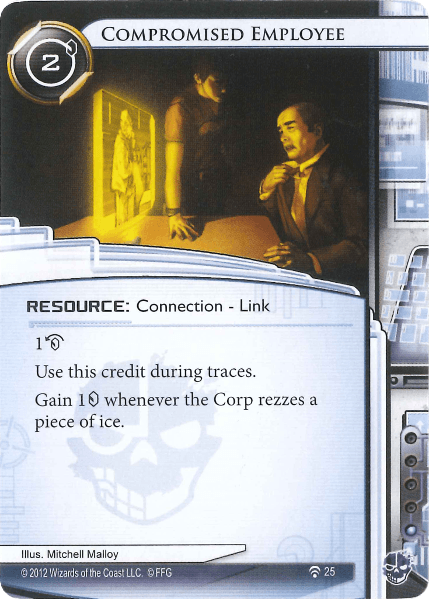 COMPROMISED EMPLOYEE
2
RESOURCE: Connection - Link
1
Use this credit during traces.
Gain 1 whenever the Corp rezzes a
piece of ice.
Illus. Mitchell Malloy
© 2012 Wizards of the Coast LLC. © FFG
25